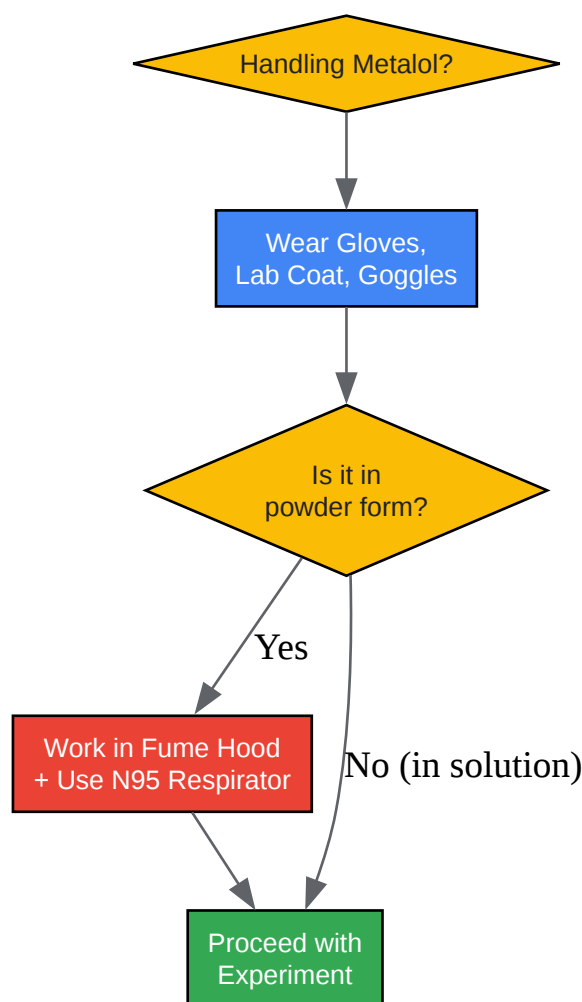 Handling Metalol?
Wear Gloves,
Lab Coat, Goggles
Is it in
powder form?
Yes
Work in Fume Hood
+ Use N95 Respirator
No (in solution)
Proceed with
Experiment